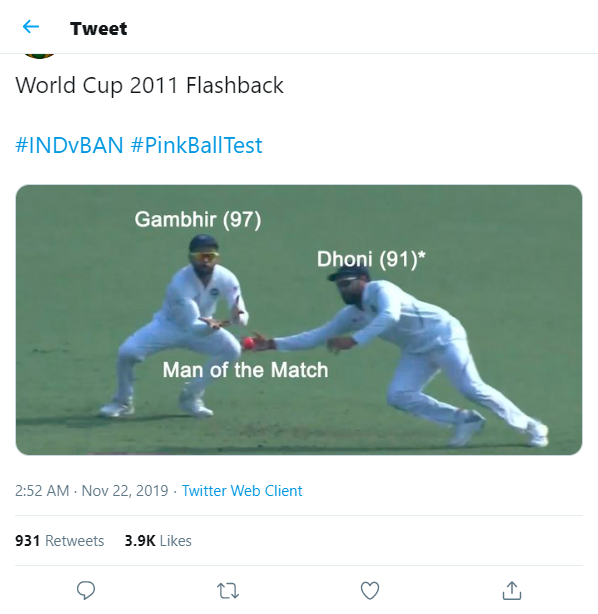 Tweet
World Cup 2011 Flashback
#INDvBAN #PinkBallTest
Gambhir (97)
Dhoni (91)*
Man of the Match
2:52 AM · Nov 22, 2019 · Twitter Web Client
931 Retweets 3.9K Likes